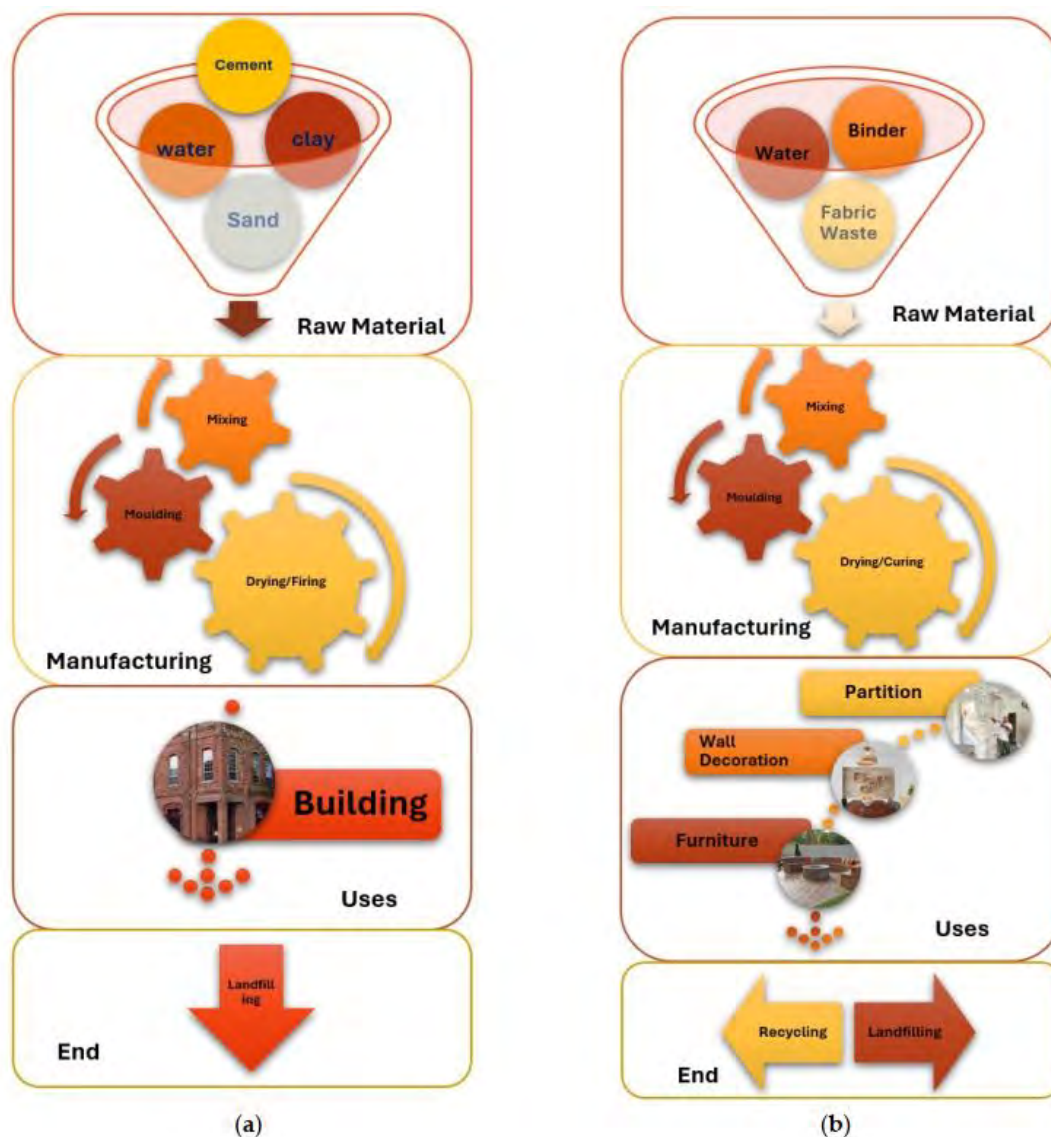 Cement
water
clay
Sand
Raw Material
Mixing
Moulding
Drying/Firing
Manufacturing
Building
Uses
Landfill
ing
End
(a)
Binder
Water
Fabric
Waste
Raw Material
Mixing
Moulding
Drying/Curing
Manufacturing
Partition
Wall
Decoration
Furniture
Uses
Recycling
Landfilling
End
(b)